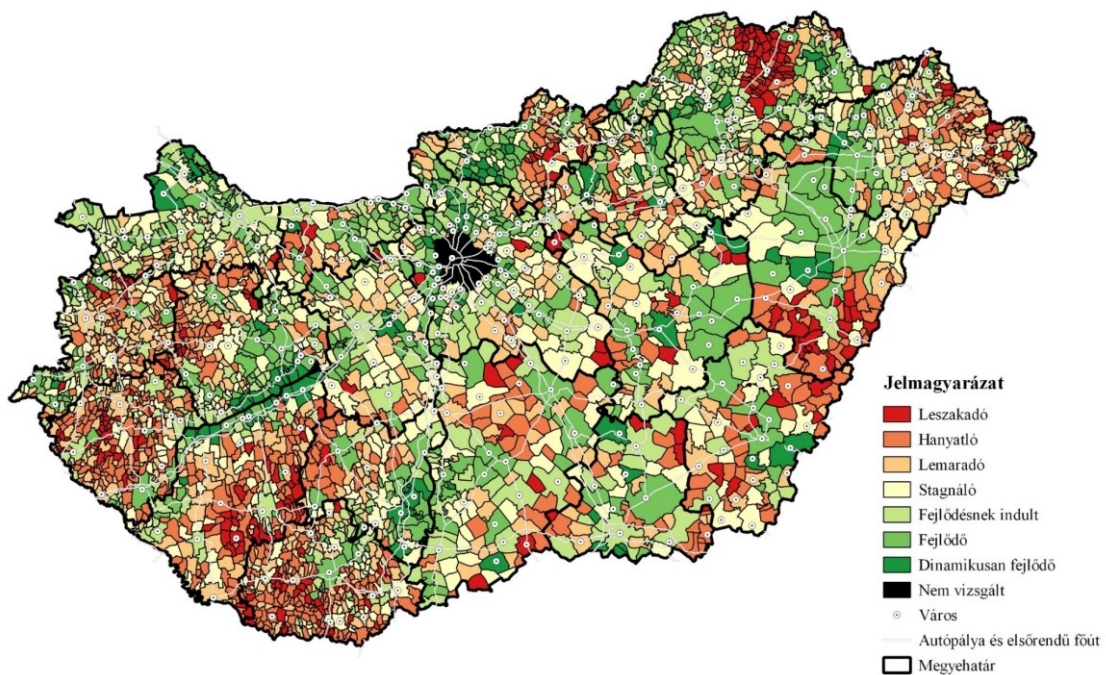 Jelmagyarázat
Leszakadó
Hanyatló
Lemaradó
Stagnáló
Fejlődésnek indult
Fejlődő
Dinamikusan fejlődő
Nem vizsgált
Város
Autópálya és elsőrendű főút
Megyehatár